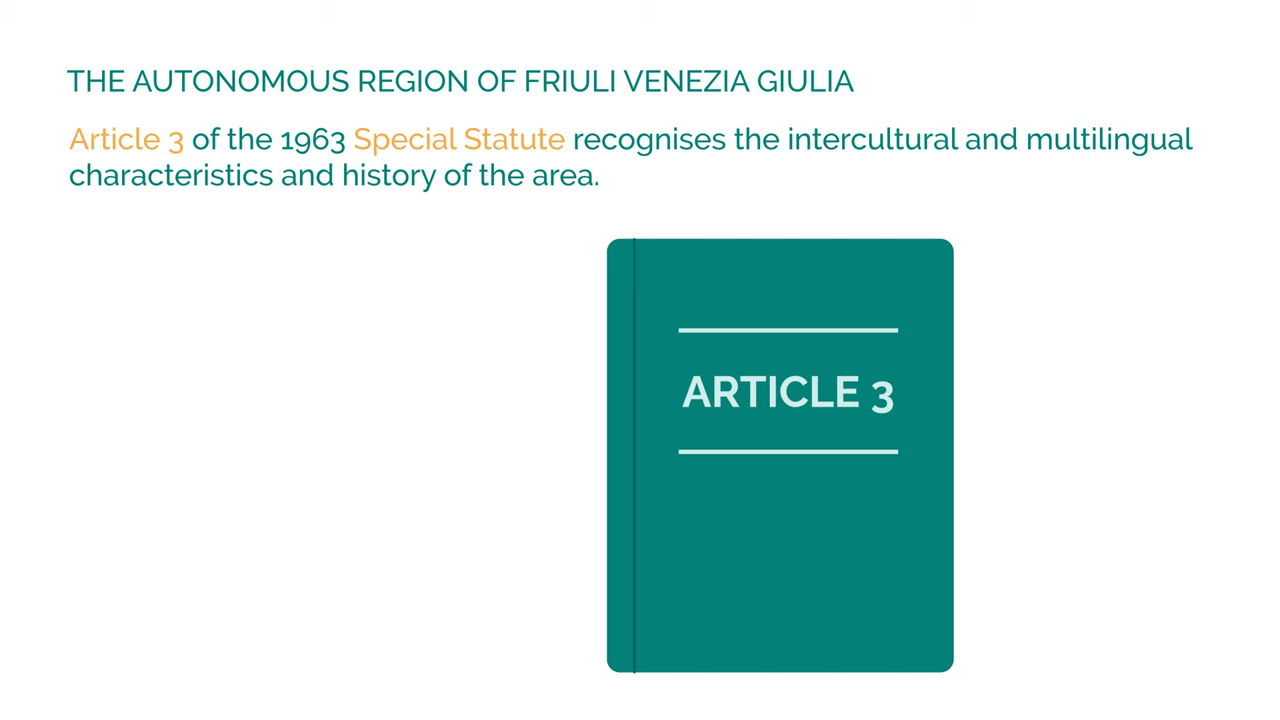 THE AUTONOMOUS REGION OF FRIULI VENEZIA GIULIA
Article 3 of the 1963 Special Statute recognises the intercultural and multilingual
characteristics and history of the area.
ARTICLE 3